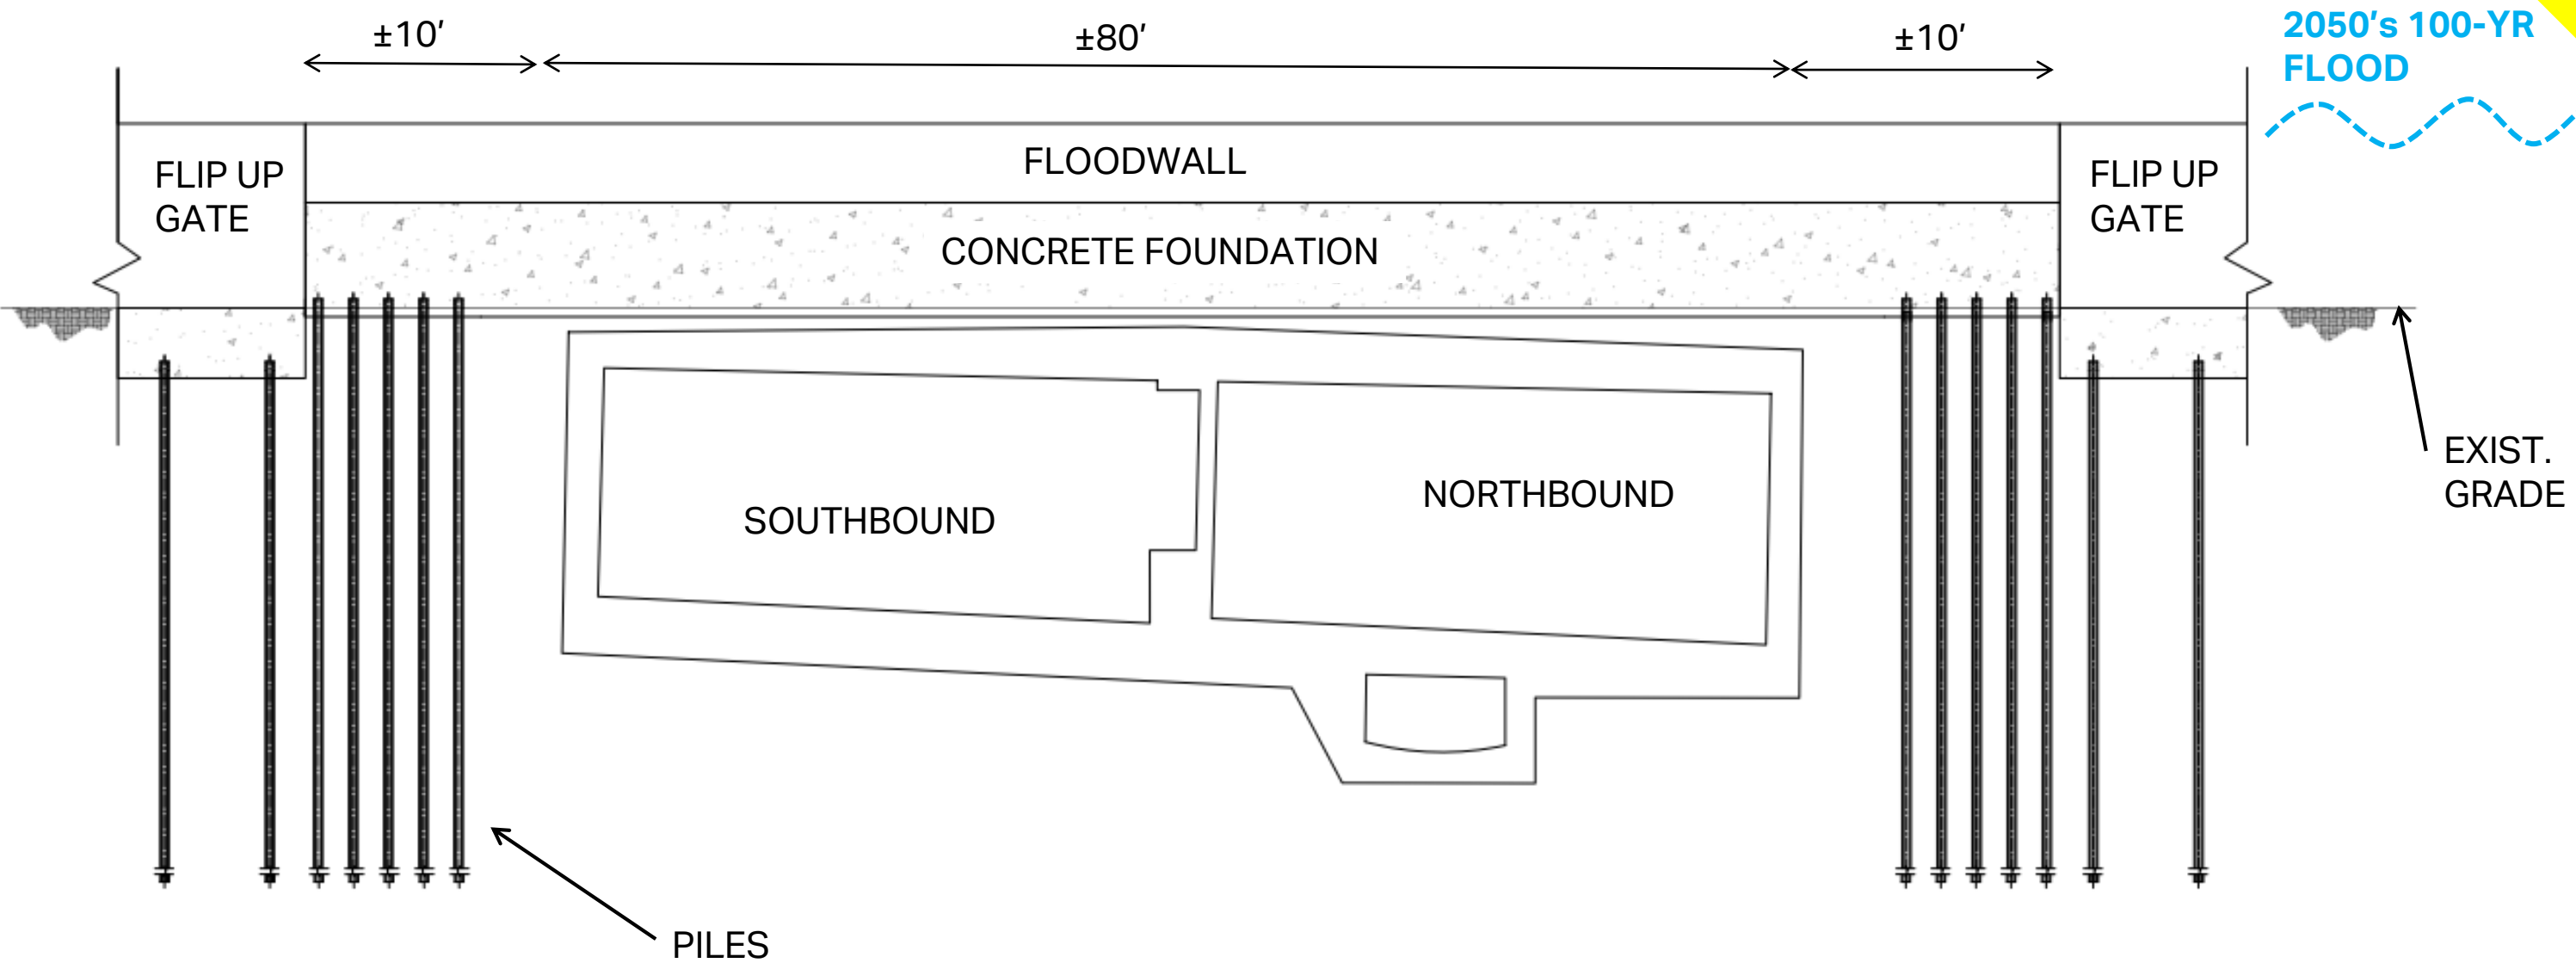 ±10’
±80’
±10’
2050’s 100-YR
FLOOD
FLIP UP
GATE
FLOODWALL
FLIP UP
GATE
CONCRETE FOUNDATION
EXIST.
GRADE
SOUTHBOUND
NORTHBOUND
PILES